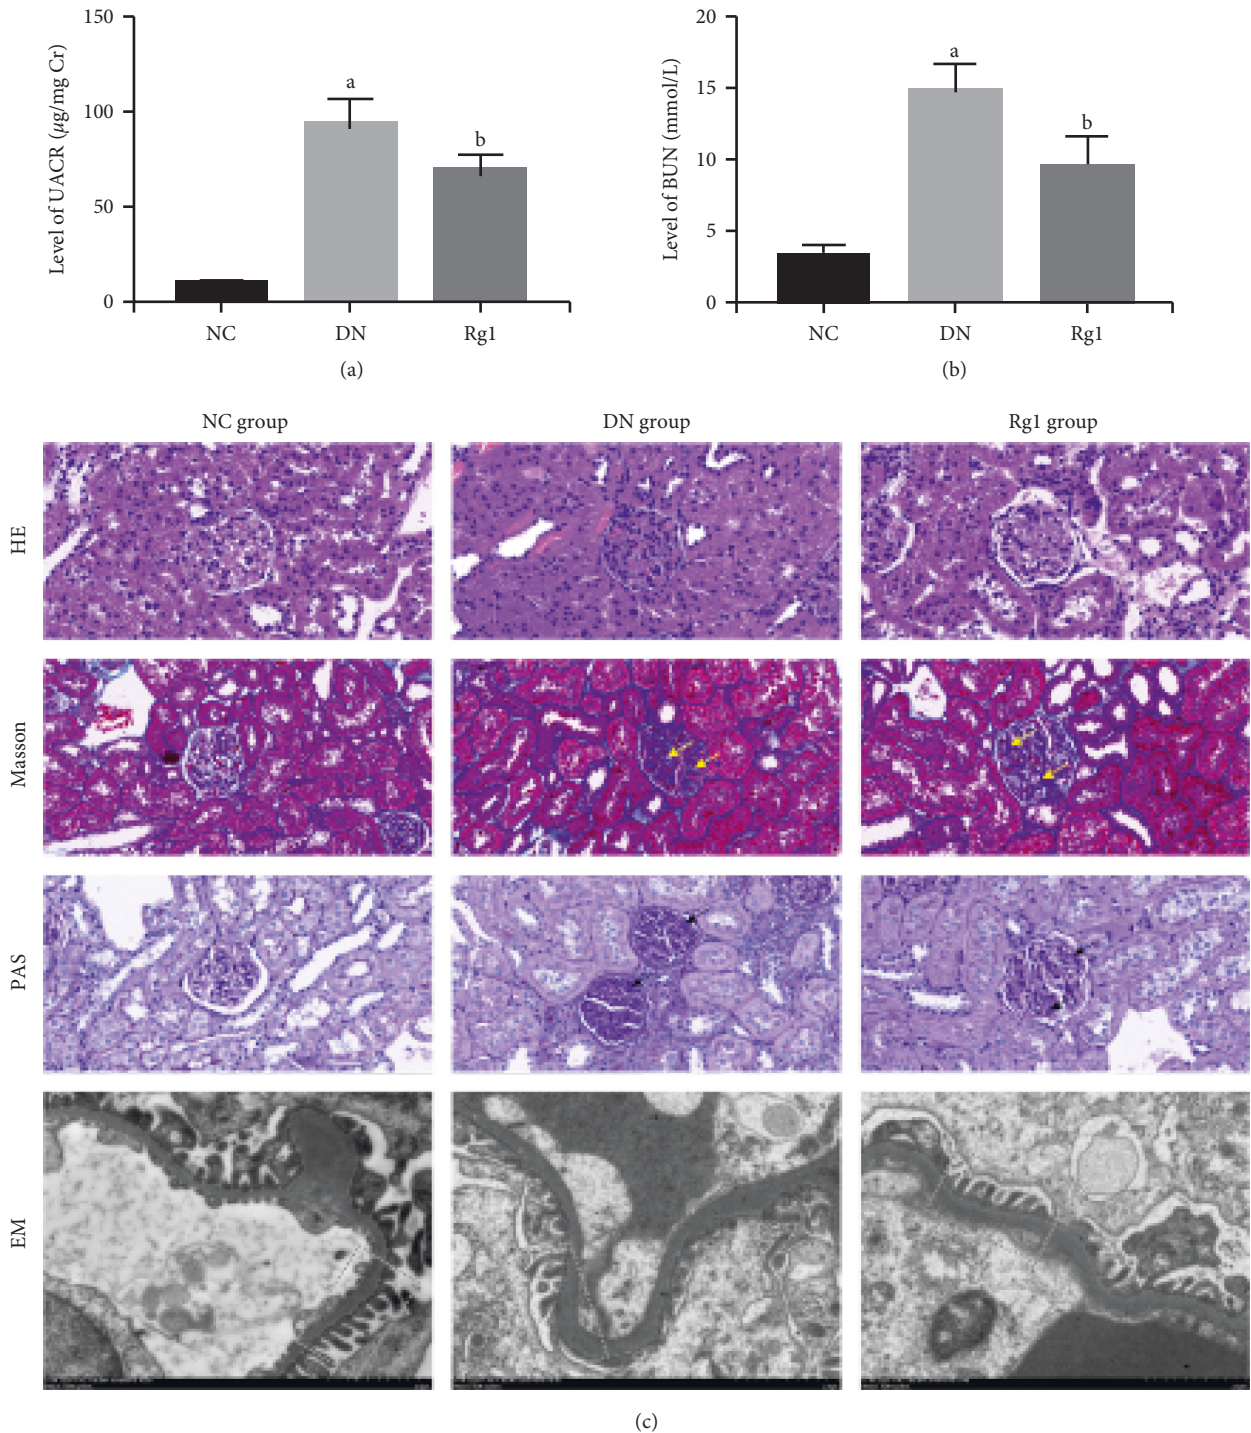 150
100
50
0
Level of UACR (µg/mg Cr)
a
b
NC
DN
Rg1
(a)
20
15
10
5
0
Level of BUN (mmol/L)
a
b
NC
DN
Rg1
(b)
NC group
DN group
Rg1 group
HE
Masson
PAS
EM
(c)